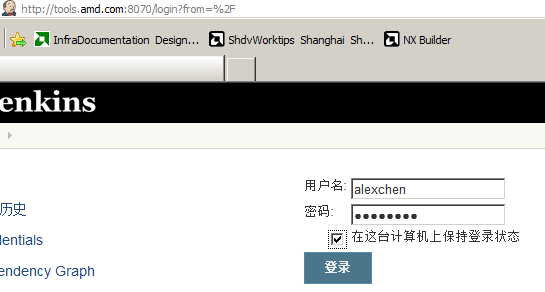 http://tools.amd.com:8070/login?from=%2F
InfraDocumentation Design... ShdvWorktips Shanghai Sh... NX Builder
enkins
用户名: alexchen
历史
密码: ●●●●●●●●
dentials
在这台计算机上保持登录状态
endency Graph
登录